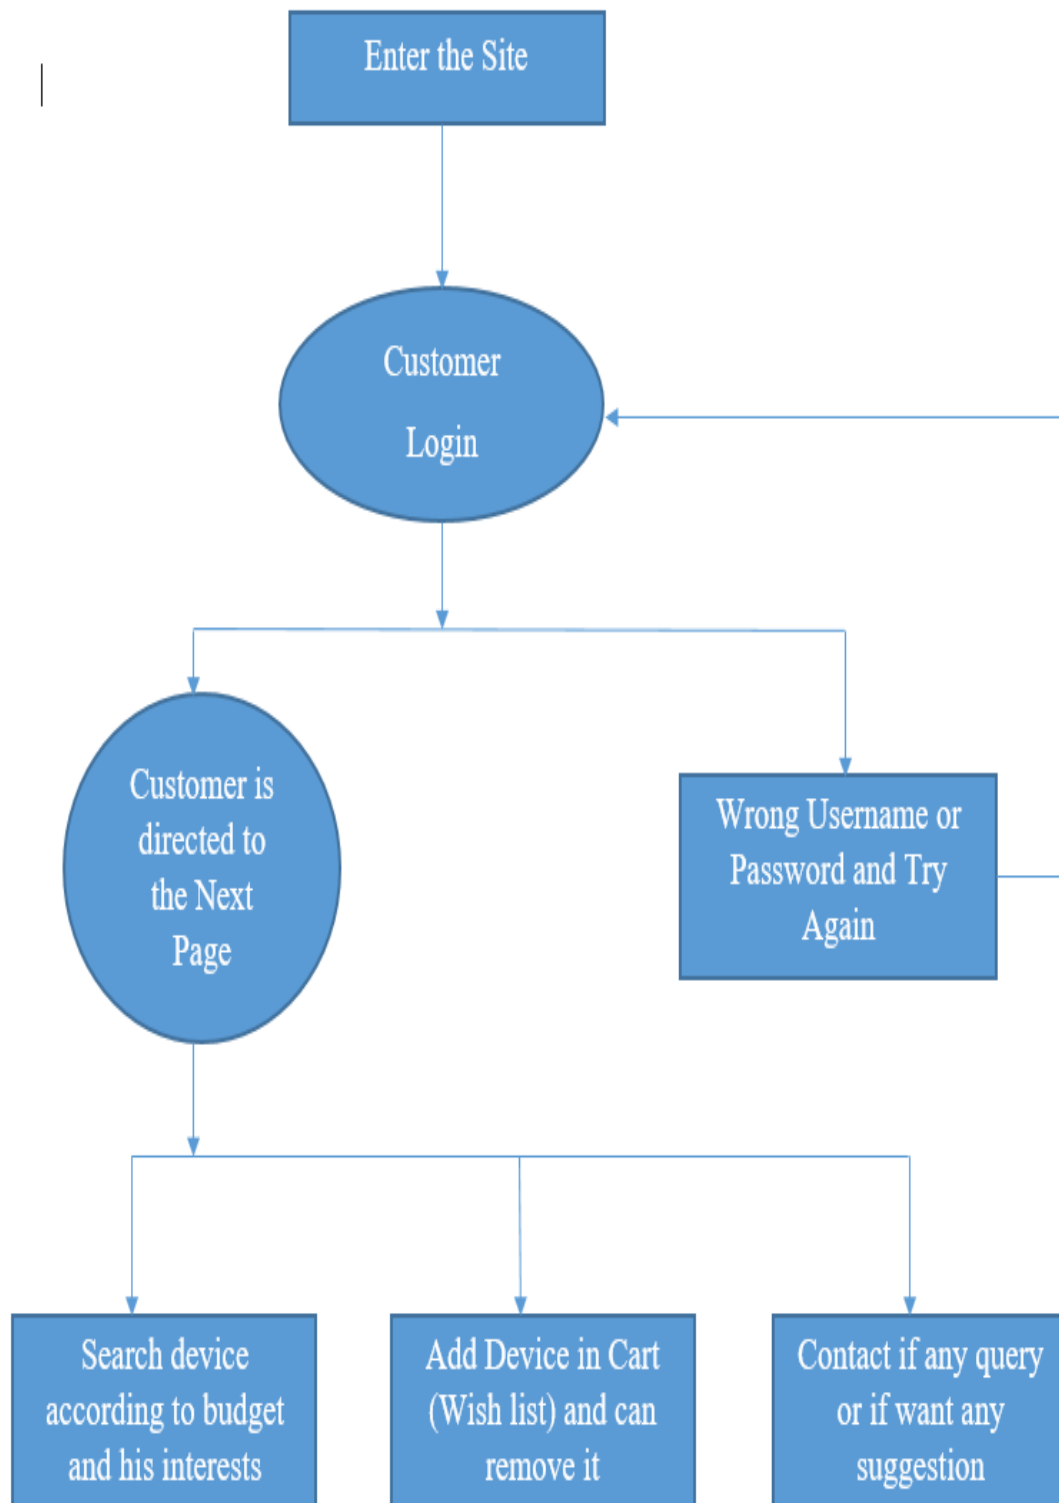 Enter the Site
Customer
Login
Customer is
directed to
the Next
Page
Wrong Username or
Password and Try
Again
Search device
according to budget
and his interests
Add Device in Cart
(Wish list) and can
remove it
Contact if any query
or if want any
suggestion